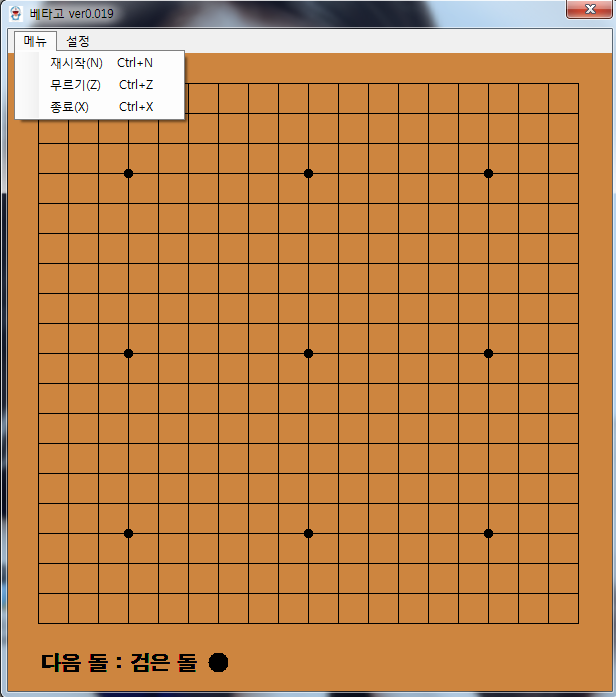 베타고 ver0.019
메뉴 설정
재시작(N) Ctrl+N
무르기(Z) Ctrl+Z
종료(X) Ctrl+X
다음 돌 : 검은 돌